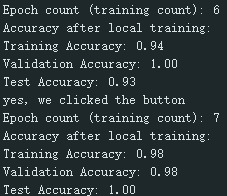 Epoch count (training count): 6
Accuracy after local training:
Training Accuracy: 0.94
Validation Accuracy: 1.00
Test Accuracy: 0.93
yes, we clicked the button
Epoch count (training count): 7
Accuracy after local training:
Training Accuracy: 0.98
Validation Accuracy: 0.98
Test Accuracy: 1.00